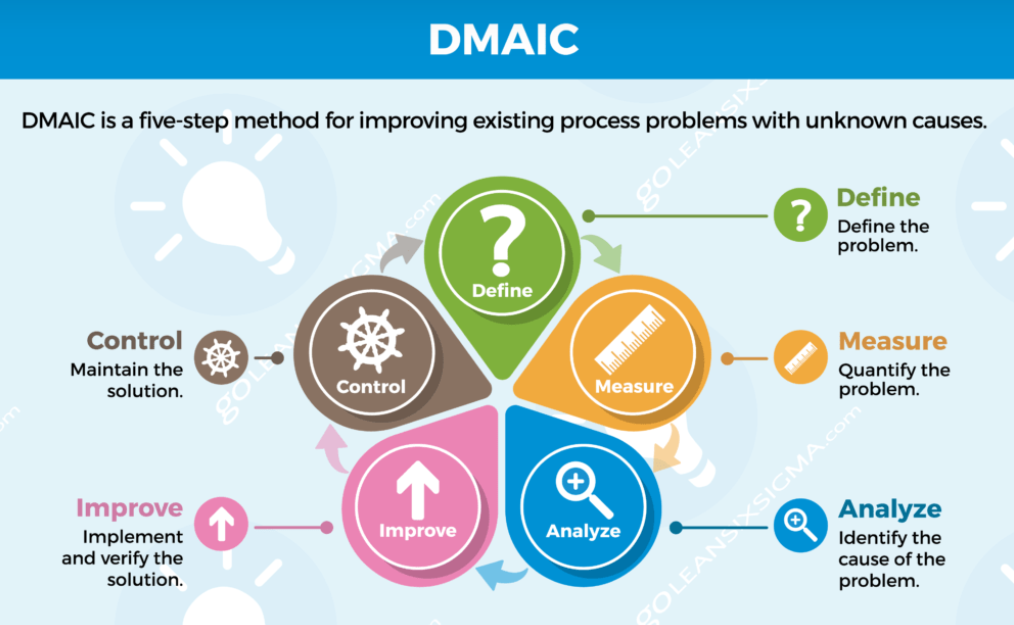 DMAIC
DMAIC is a five-step method for improving existing process problems with unknown causes.
Define
Define the
problem.
Define
Control
Maintain the
solution.
Control
Measure
Measure
Quantify the
problem.
Improve
Implement
and verify the
solution.
Improve
Analyze
Analyze
Identify the
cause of the
problem.
goLEANSIXSIGMA.com
goLEANSIXSIGMA.com
goLEANSIX
om